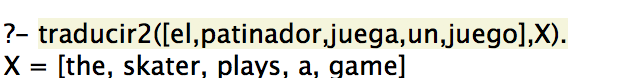 ?- traducir2([el,patinador,juega,un,juego],X).
X = [the, skater, plays, a, game]